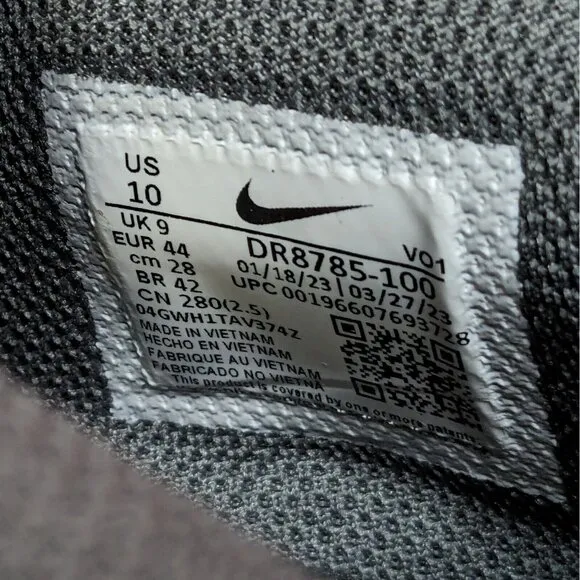 US
10
UK 9
EUR 44
cm 28
BR 42
CN 280(2.5)
04GWH1TAV374Z
MADE IN VIETNAM
HECHO EN VIETNAM
FABRIQUE AU VIETNAM
FABRICADO NO VIETNA
This product is covered by one or more
V01
DR8785-100
01/18/23 | 03/27/23
UPC 00196607693728